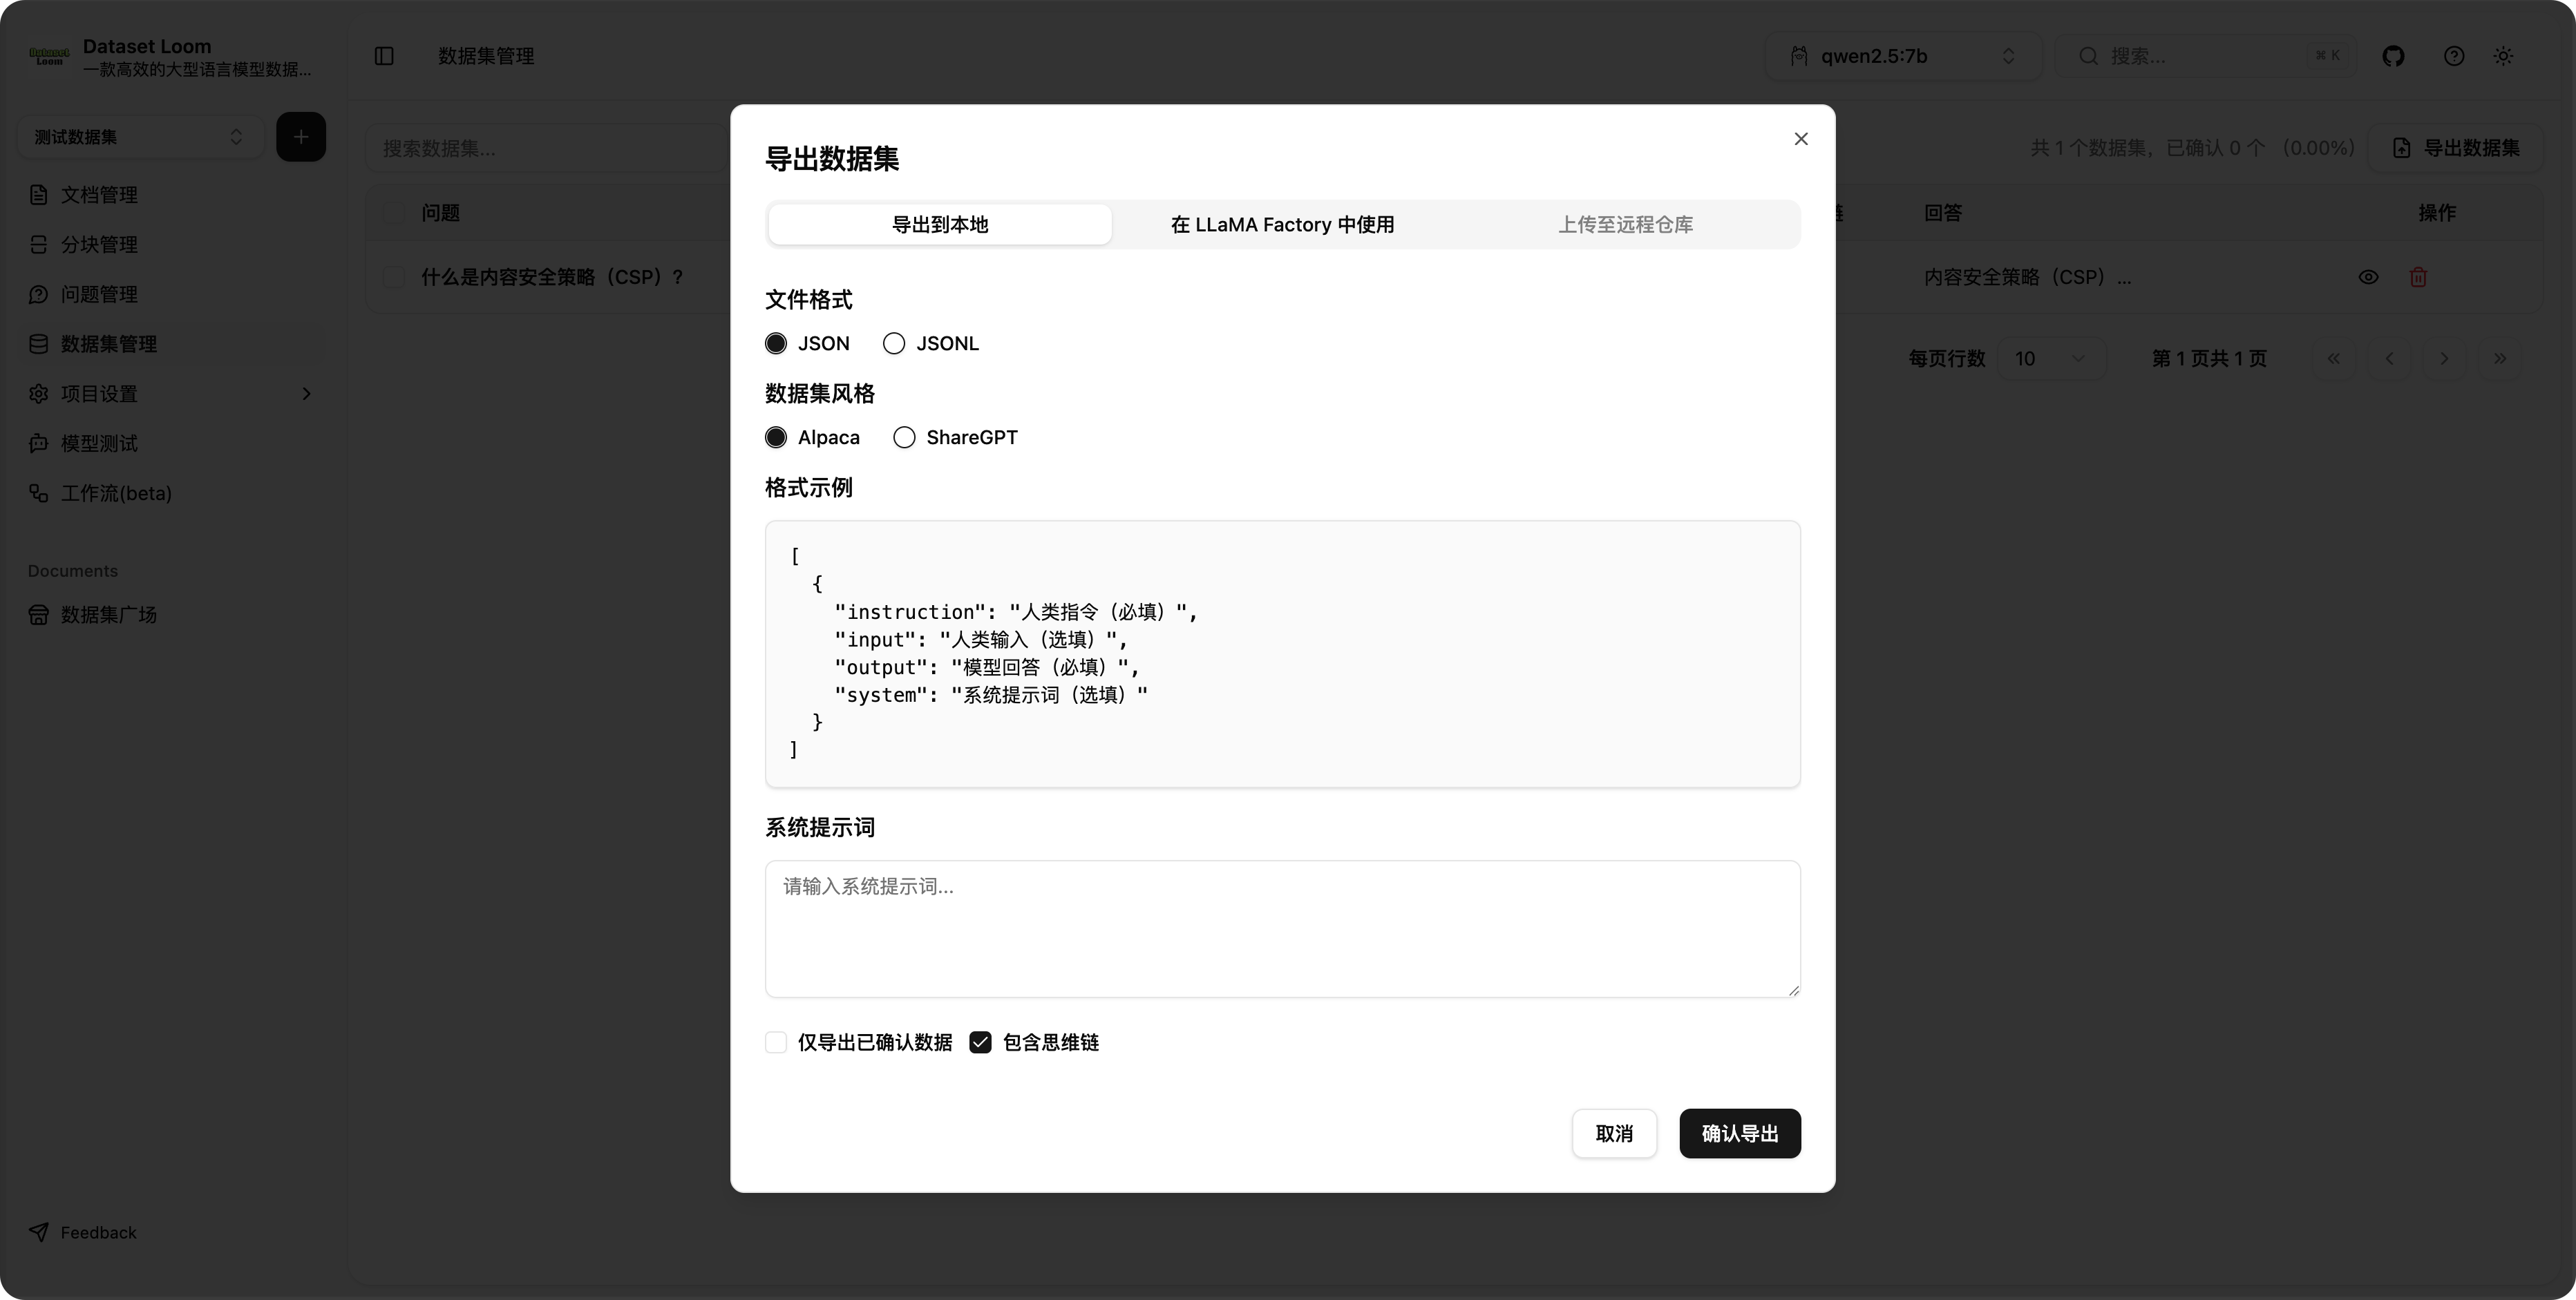 Dataset Loom
一款高效的大型语言模型数据...
测试数据集
文档管理
分块管理
问题管理
数据集管理
项目设置
模型测试
工作流(beta)
Documents
数据集广场
Feedback
数据集管理
qwen2.5:7b
搜索...
⌘ K
搜索数据集...
共 1 个数据集，已确认 0 个 （0.00%）
导出数据集
问题
回答
操作
什么是内容安全策略（CSP）?
内容安全策略（CSP）...
每页行数
10
第 1 页共 1 页
导出数据集
导出到本地
在 LLaMA Factory 中使用
上传至远程仓库
文件格式
JSON
JSONL
数据集风格
Alpaca
ShareGPT
格式示例
[
{
"instruction": "人类指令（必填）",
"input": "人类输入（选填）",
"output": "模型回答（必填）",
"system": "系统提示词（选填）"
}
]
系统提示词
请输入系统提示词...
仅导出已确认数据
包含思维链
取消
确认导出